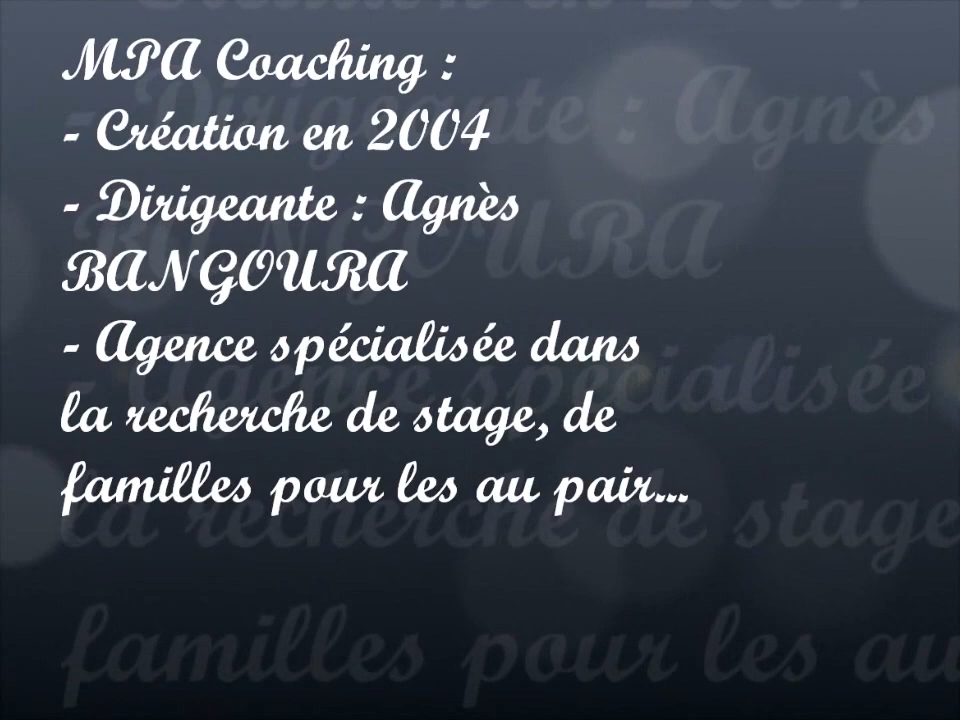 MPA Coaching :
- Création en 2004
- Dirigeante : Agnès
BANGOURA
- Agence spécialisée dans
la recherche de stage, de
familles pour les au pair...